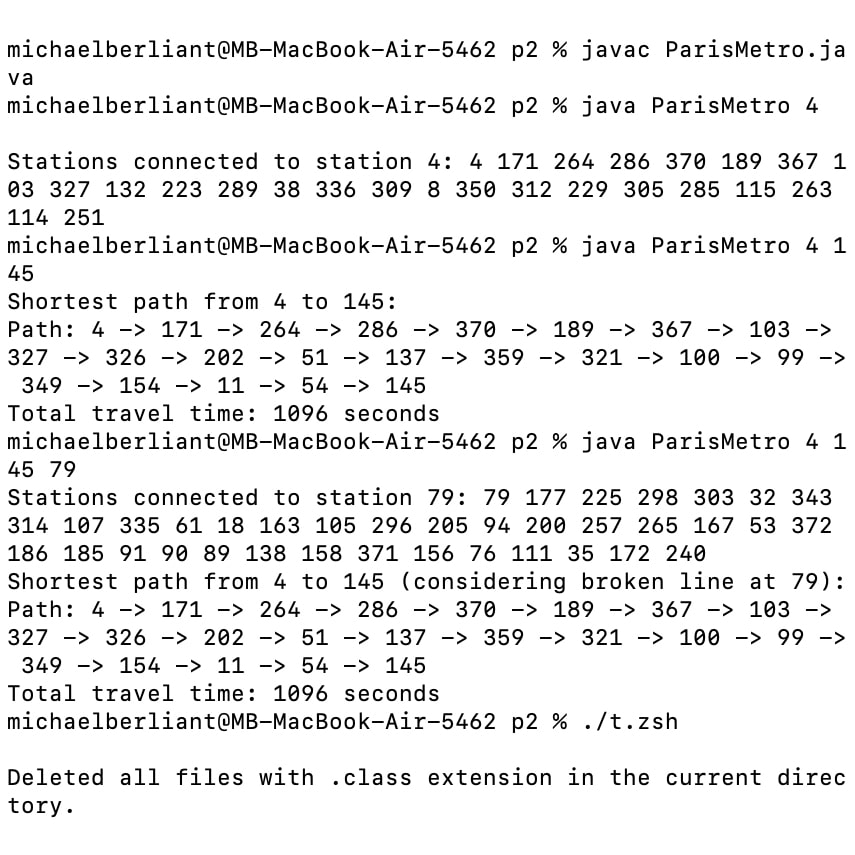 michaelberliant@MB-MacBook-Air-5462 p2 % javac ParisMetro.ja
va
michaelberliant@MB-MacBook-Air-5462 p2 % java ParisMetro 4
Stations connected to station 4: 4 171 264 286 370 189 367 1
03 327 132 223 289 38 336 309 8 350 312 229 305 285 115 263
114 251
michaelberliant@MB-MacBook-Air-5462 p2 % java ParisMetro 4 1
45
Shortest path from 4 to 145:
Path: 4 -> 171 -> 264 -> 286 -> 370 -> 189 -> 367 -> 103 ->
327 -> 326 -> 202 -> 51 -> 137 -> 359 -> 321 -> 100 -> 99 ->
349 -> 154 -> 11 -> 54 -> 145
Total travel time: 1096 seconds
michaelberliant@MB-MacBook-Air-5462 p2 % java ParisMetro 4 1
45 79
Stations connected to station 79: 79 177 225 298 303 32 343
314 107 335 61 18 163 105 296 205 94 200 257 265 167 53 372
186 185 91 90 89 138 158 371 156 76 111 35 172 240
Shortest path from 4 to 145 (considering broken line at 79):
Path: 4 -> 171 -> 264 -> 286 -> 370 -> 189 -> 367 -> 103 ->
327 -> 326 -> 202 -> 51 -> 137 -> 359 -> 321 -> 100 -> 99 ->
349 -> 154 -> 11 -> 54 -> 145
Total travel time: 1096 seconds
michaelberliant@MB-MacBook-Air-5462 p2 % ./t.zsh
Deleted all files with .class extension in the current direc
tory.